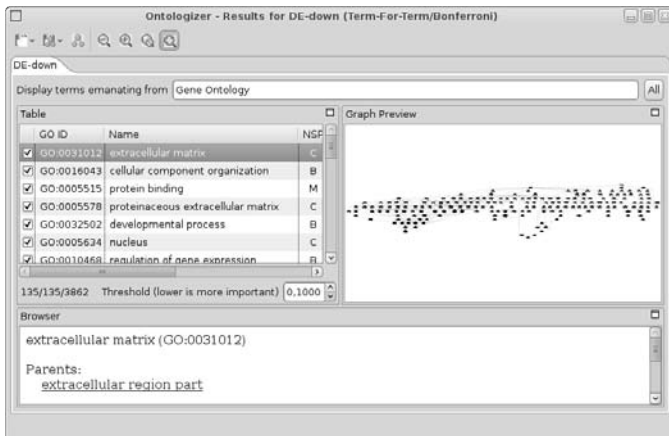 Ontologizer - Results for DE-down (Term-For-Term/Bonferroni)
DE-down
Display terms emanating from Gene Ontology All
Table
GO ID Name NSP
GO:0031012 extracellular matrix C
GO:0016043 cellular component organization B
GO:0005515 protein binding M
GO:0005578 proteinaceous extracellular matrix C
GO:0032502 developmental process B
GO:0005634 nucleus C
GO:0010468 regulation of gene expression B
135/135/3862 Threshold (lower is more important) 0,1000
Graph Preview
Browser
extracellular matrix (GO:0031012)
Parents:
extracellular region part